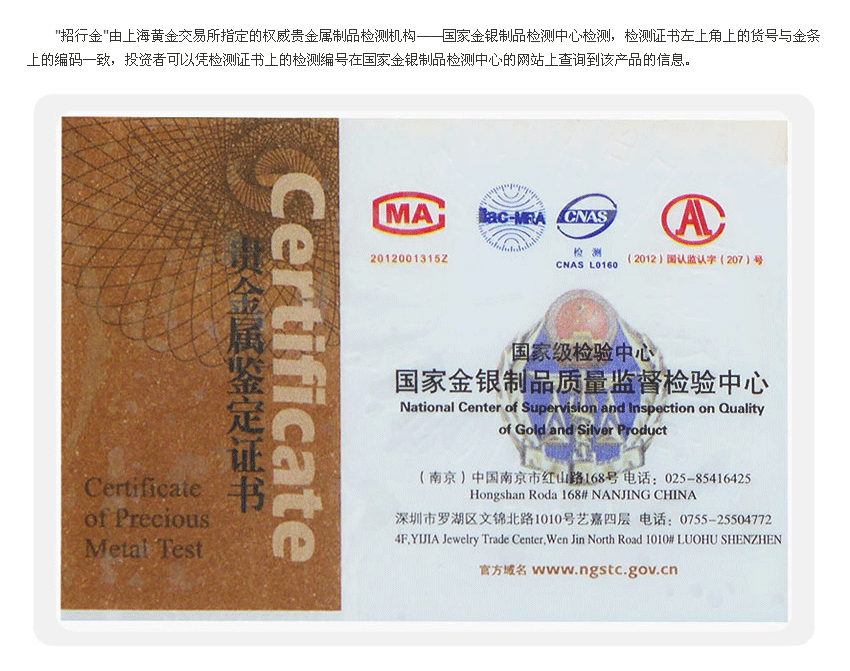 "招行金"由上海黄金交易所指定的权威贵金属制品检测机构——国家金银制品检测中心检测，检测证书左上角上的货号与金条
上的编码一致，投资者可以凭检测证书上的检测编号在国家金银制品检测中心的网站上查询到该产品的信息。
Certificate
贵金属鉴定证书
Certificate
of Precious
Metal Test
MA
2012001315Z
ilac-MRA
CNAS
检 测
CNAS L0160
AL
(2012)国认监认字(207)号
国家级检验中心
国家金银制品质量监督检验中心
National Center of Supervision and Inspection on Quality
of Gold and Silver Product
(南京)中国南京市红山路168号 电话：025-85416425
Hongshan Roda 168# NANJING CHINA
深圳市罗湖区文锦北路1010号艺嘉四层 电话：0755-25504772
4F,YIJIA Jewelry Trade Center,Wen Jin North Road 1010# LUOHU SHENZHEN
官方域名 www.ngstc.gov.cn